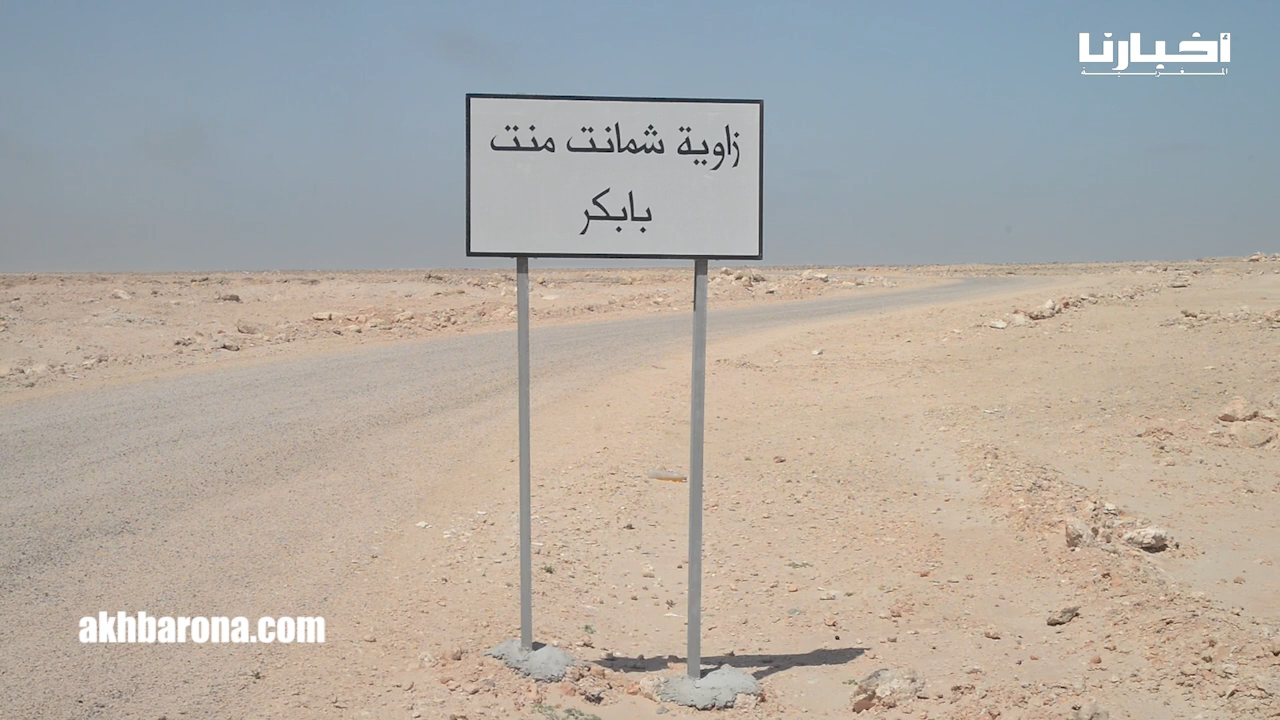 أخبارنا
المغربية
زاوية شمانت منت
بابكر
akhbarona.com